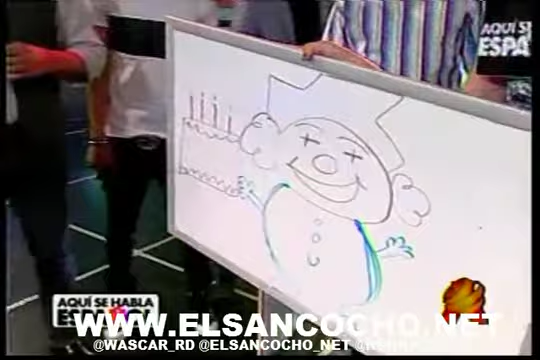 AQUÍ SE
ESPA
AQUÍ SE HABLA
WWW.ELSANCOCHO.NET
@WASCAR_RD @ELSANCOCHO_NET